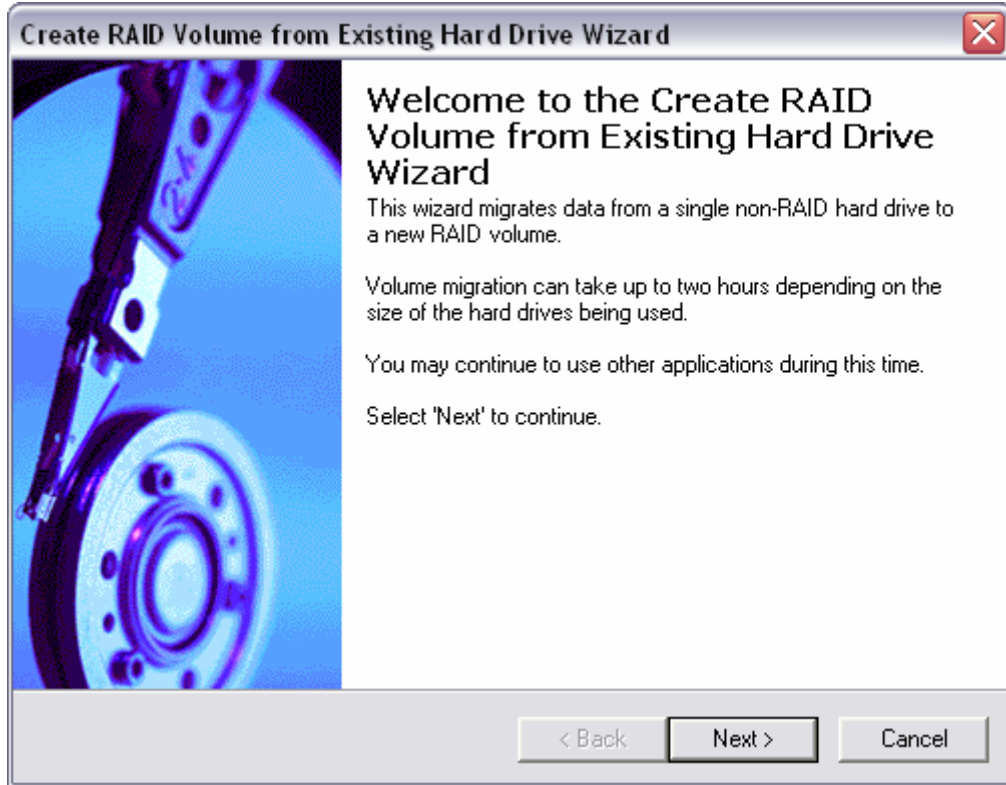 Create RAID Volume from Existing Hard Drive Wizard
Welcome to the Create RAID
Volume from Existing Hard Drive
Wizard
This wizard migrates data from a single non-RAID hard drive to
a new RAID volume.
Volume migration can take up to two hours depending on the
size of the hard drives being used.
You may continue to use other applications during this time.
Select 'Next' to continue.
< Back
Next >
Cancel